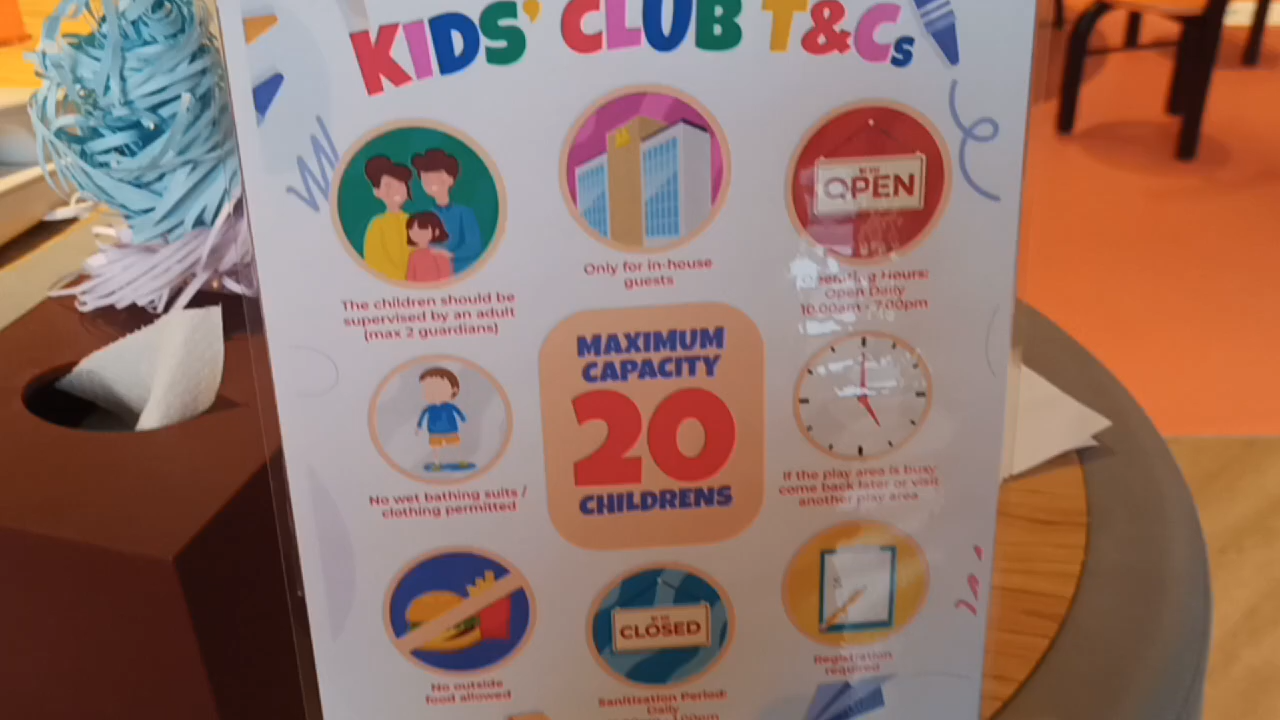 KIDS' CLUB T&Cs
The children should be
supervised by an adult
(max 2 guardians)
Only for in-house
guests
OPEN
Operating Hours:
Open Daily
10.00am - 7.00pm
No wet bathing suits /
clothing permitted
MAXIMUM
CAPACITY
20
CHILDRENS
If the play area is busy
come back later or visit
another play area
No outside
food allowed
CLOSED
Sanitisation Period:
Daily
Registration
required